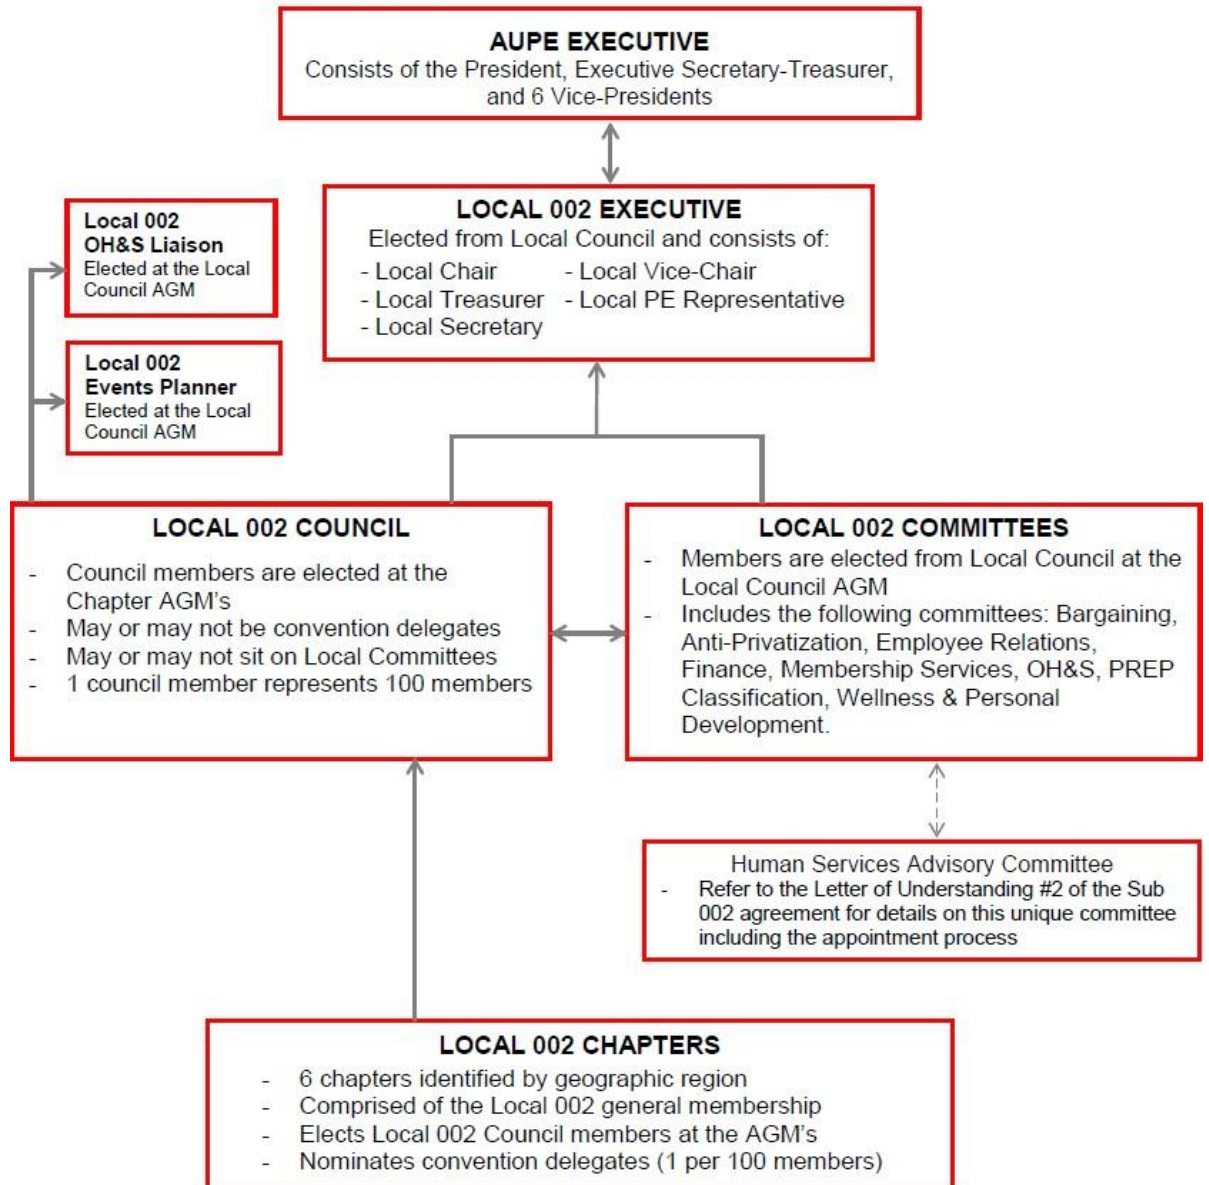 AUPE EXECUTIVE
Consists of the President, Executive Secretary-Treasurer,
and 6 Vice-Presidents
LOCAL 002 EXECUTIVE
Elected from Local Council and consists of:
- Local Chair - Local Vice-Chair
- Local Treasurer - Local PE Representative
- Local Secretary
Local 002
OH&S Liaison
Elected at the Local
Council AGM
Local 002
Events Planner
Elected at the Local
Council AGM
LOCAL 002 COUNCIL
- Council members are elected at the
Chapter AGM's
- May or may not be convention delegates
- May or may not sit on Local Committees
- 1 council member represents 100 members
LOCAL 002 COMMITTEES
- Members are elected from Local Council at the
Local Council AGM
- Includes the following committees: Bargaining,
Anti-Privatization, Employee Relations,
Finance, Membership Services, OH&S, PREP
Classification, Wellness & Personal
Development.
Human Services Advisory Committee
- Refer to the Letter of Understanding #2 of the Sub
002 agreement for details on this unique committee
including the appointment process
LOCAL 002 CHAPTERS
- 6 chapters identified by geographic region
- Comprised of the Local 002 general membership
- Elects Local 002 Council members at the AGM's
- Nominates convention delegates (1 per 100 members)